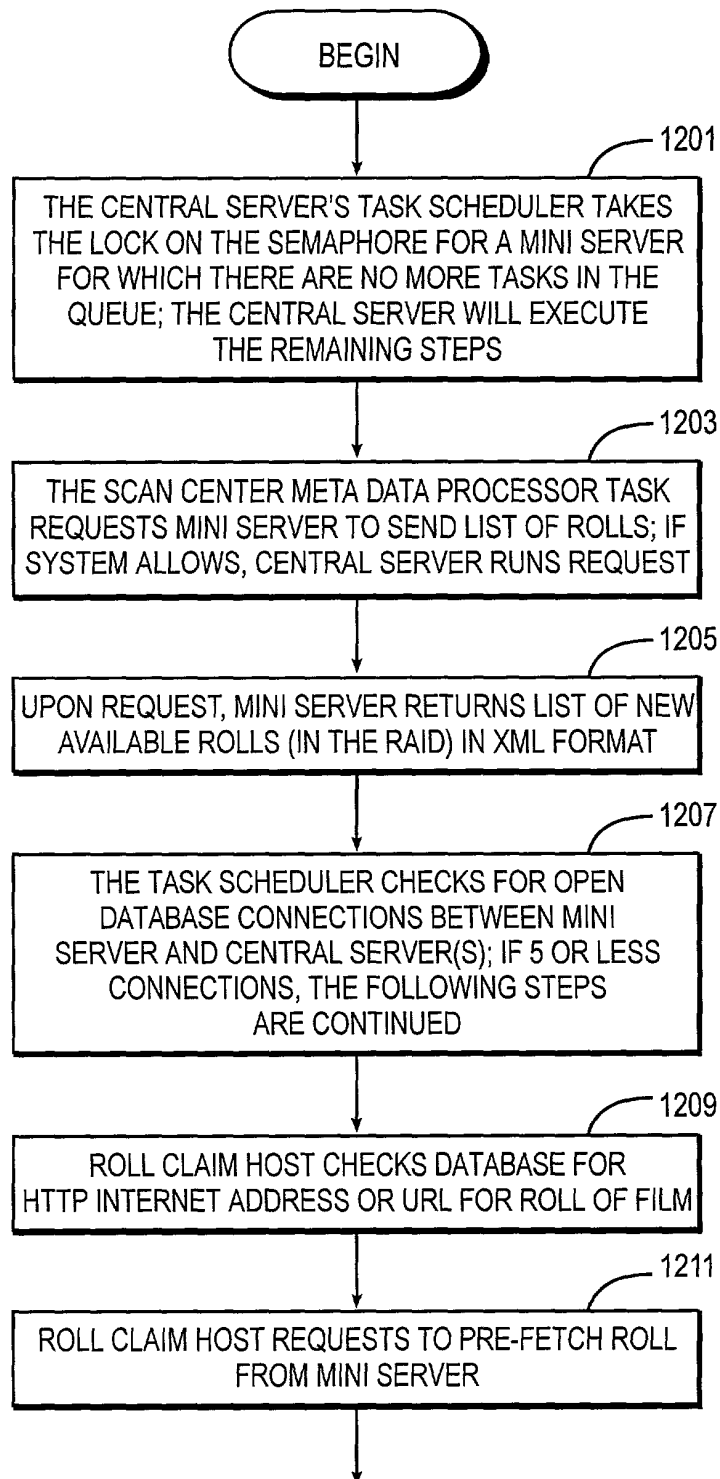 BEGIN
1201
THE CENTRAL SERVER'S TASK SCHEDULER TAKES
THE LOCK ON THE SEMAPHORE FOR A MINI SERVER
FOR WHICH THERE ARE NO MORE TASKS IN THE
QUEUE; THE CENTRAL SERVER WILL EXECUTE
THE REMAINING STEPS
1203
THE SCAN CENTER META DATA PROCESSOR TASK
REQUESTS MINI SERVER TO SEND LIST OF ROLLS; IF
SYSTEM ALLOWS, CENTRAL SERVER RUNS REQUEST
1205
UPON REQUEST, MINI SERVER RETURNS LIST OF NEW
AVAILABLE ROLLS (IN THE RAID) IN XML FORMAT
1207
THE TASK SCHEDULER CHECKS FOR OPEN
DATABASE CONNECTIONS BETWEEN MINI
SERVER AND CENTRAL SERVER(S); IF 5 OR LESS
CONNECTIONS, THE FOLLOWING STEPS
ARE CONTINUED
1209
ROLL CLAIM HOST CHECKS DATABASE FOR
HTTP INTERNET ADDRESS OR URL FOR ROLL OF FILM
1211
ROLL CLAIM HOST REQUESTS TO PRE-FETCH ROLL
FROM MINI SERVER